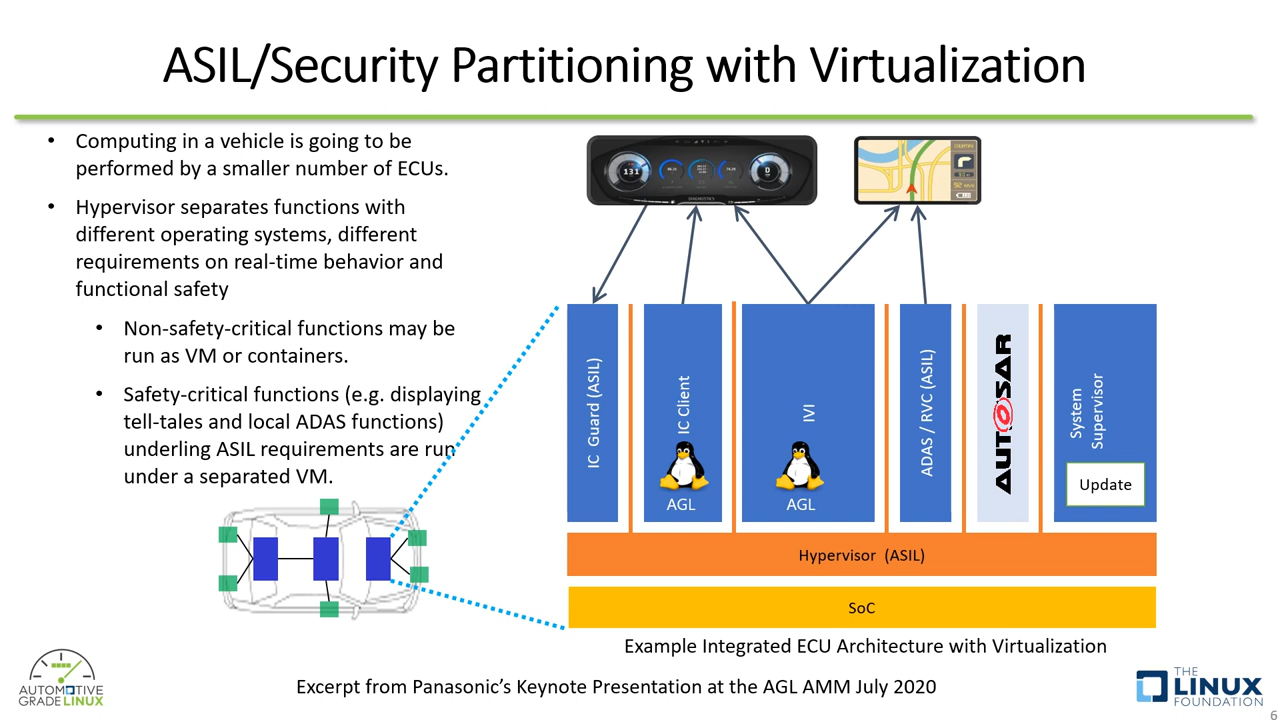 ASIL/Security Partitioning with Virtualization
• Computing in a vehicle is going to be
performed by a smaller number of ECUs.
• Hypervisor separates functions with
different operating systems, different
requirements on real-time behavior and
functional safety
• Non-safety-critical functions may be
run as VM or containers.
• Safety-critical functions (e.g. displaying
tell-tales and local ADAS functions)
underling ASIL requirements are run
under a separated VM.
131
D
DIAGNOSTICS
IC Guard (ASIL)
IC Client
AGL
IVI
AGL
ADAS / RVC (ASIL)
AUTOSAR
System
Supervisor
Update
Hypervisor (ASIL)
SoC
Example Integrated ECU Architecture with Virtualization
Excerpt from Panasonic's Keynote Presentation at the AGL AMM July 2020
AUTOMOTIVE
GRADE LINUX
THE
LINUX
FOUNDATION
6